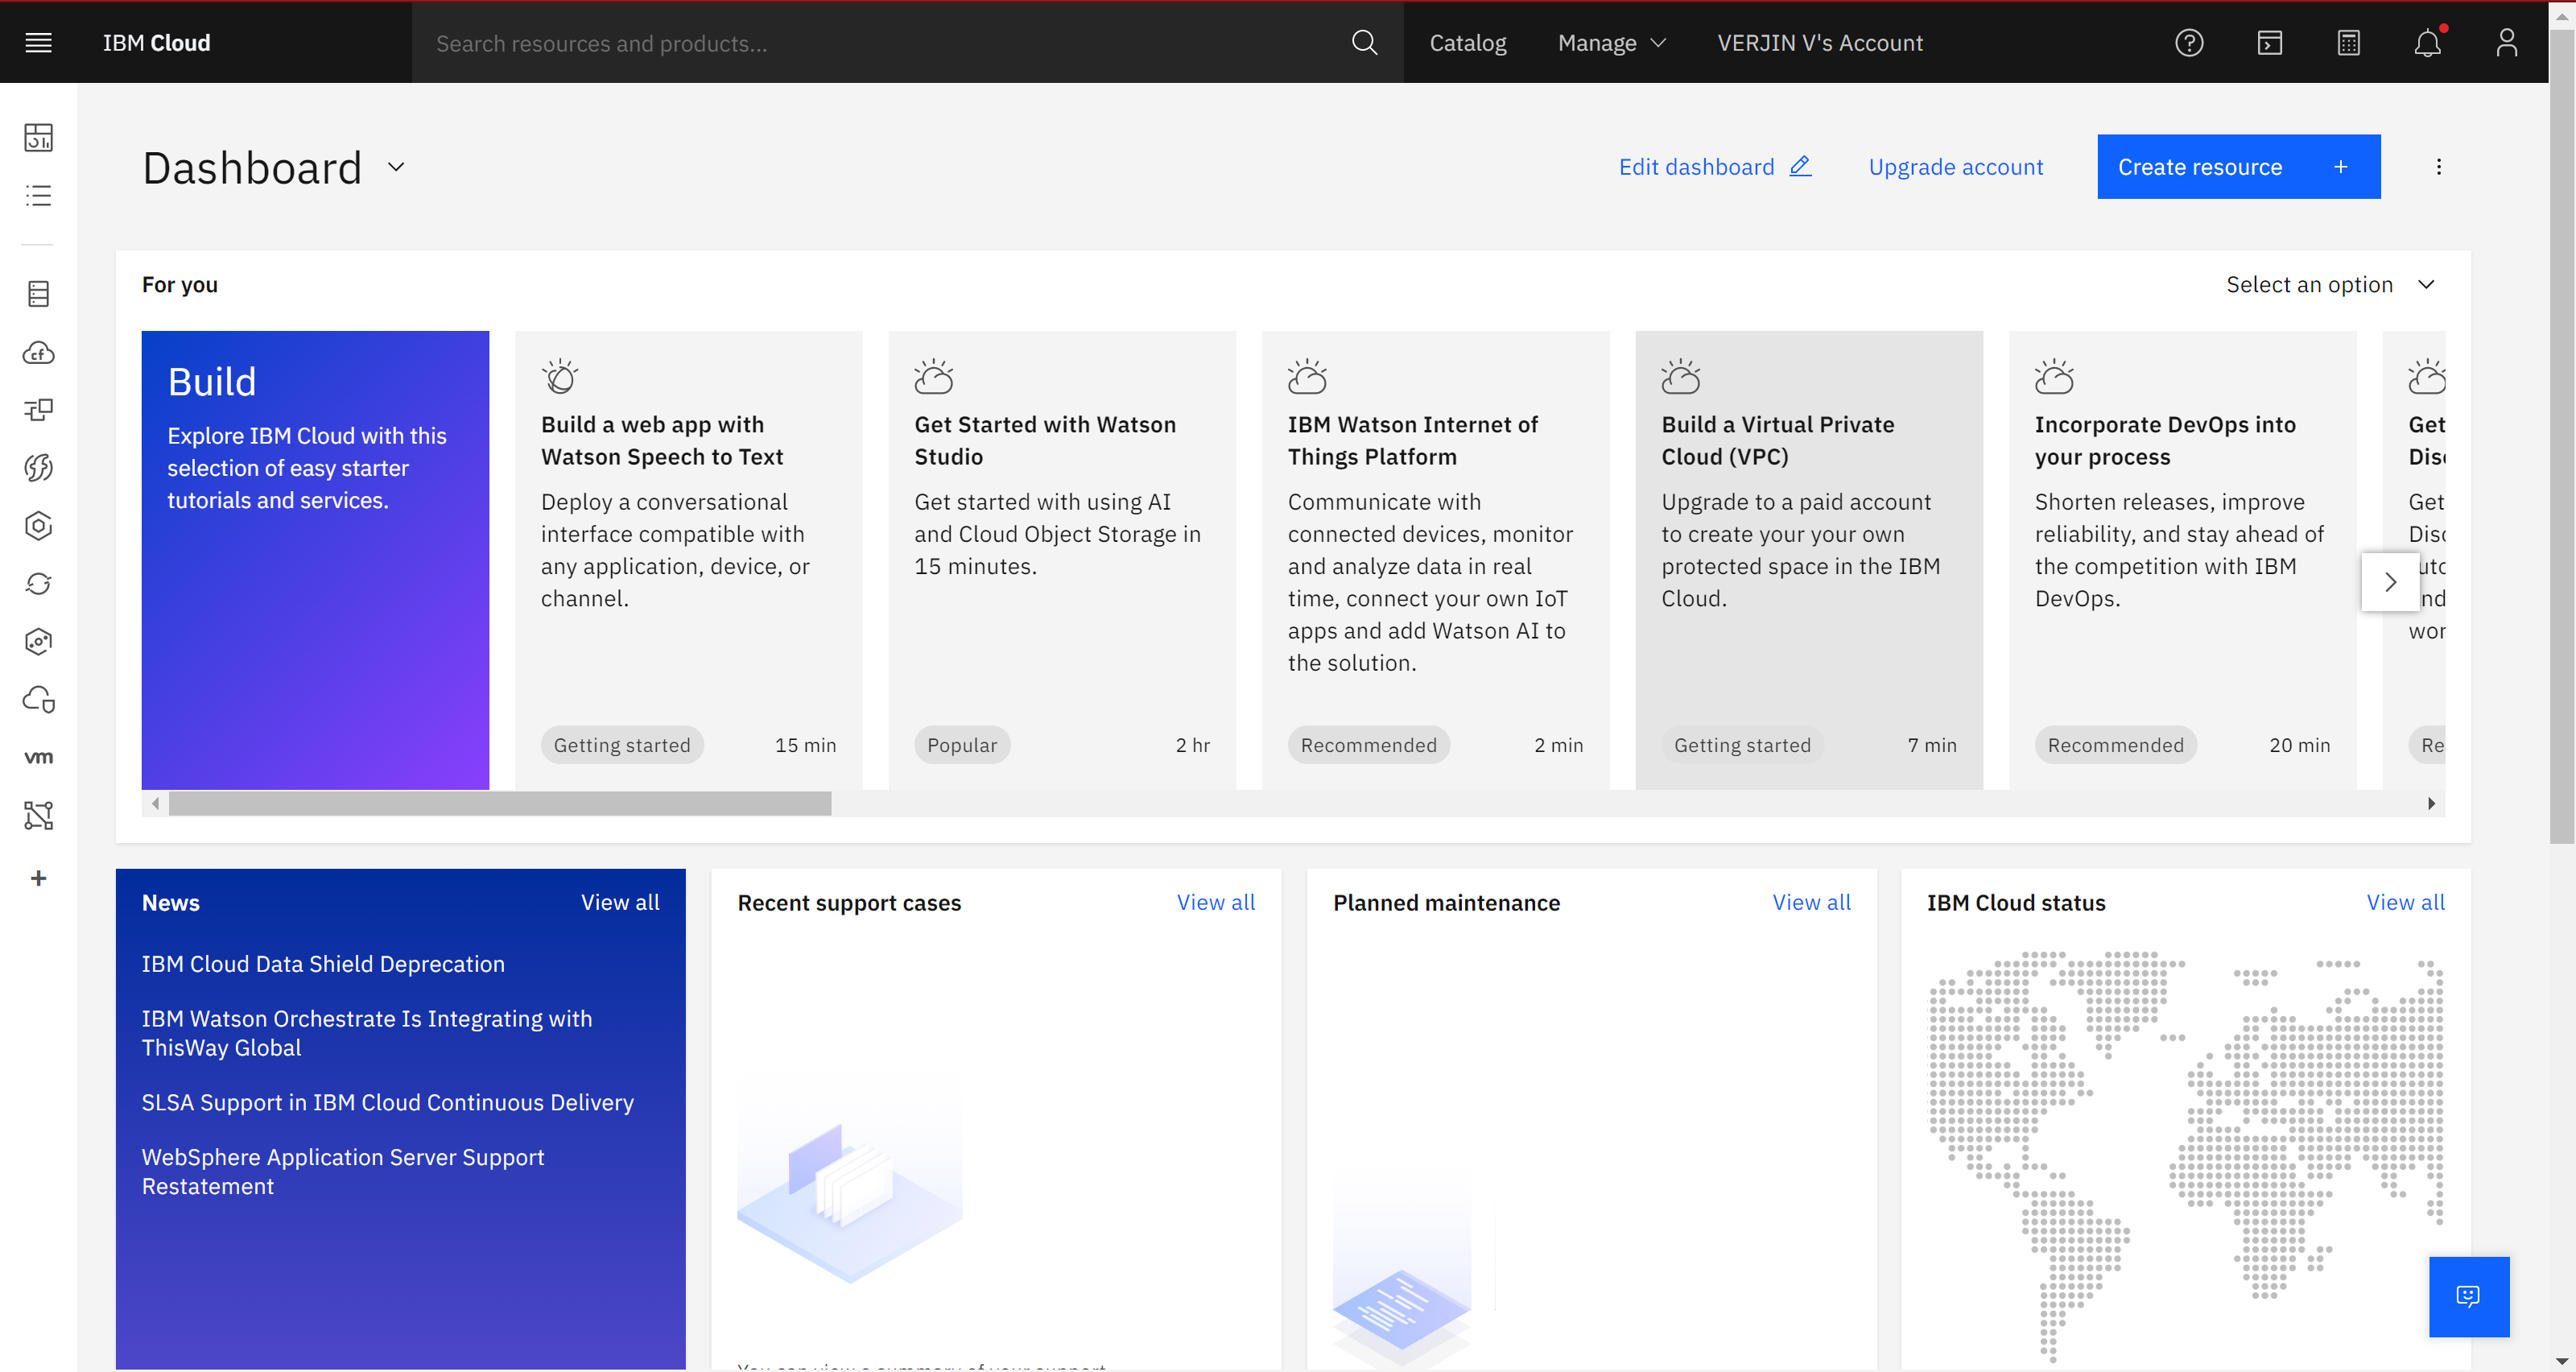 IBM Cloud
Search resources and products...
Catalog
Manage
VERJIN V's Account
Dashboard
Edit dashboard
Upgrade account
Create resource +
For you
Select an option
Build
Explore IBM Cloud with this
selection of easy starter
tutorials and services.
Build a web app with
Watson Speech to Text
Deploy a conversational
interface compatible with
any application, device, or
channel.
Getting started
15 min
Get Started with Watson
Studio
Get started with using AI
and Cloud Object Storage in
15 minutes.
Popular
2 hr
IBM Watson Internet of
Things Platform
Communicate with
connected devices, monitor
and analyze data in real
time, connect your own IoT
apps and add Watson AI to
the solution.
Recommended
2 min
Build a Virtual Private
Cloud (VPC)
Upgrade to a paid account
to create your your own
protected space in the IBM
Cloud.
Getting started
7 min
Incorporate DevOps into
your process
Shorten releases, improve
reliability, and stay ahead of
the competition with IBM
DevOps.
Recommended
20 min
Get
Get
Re
cf
vm
News
View all
IBM Cloud Data Shield Deprecation
IBM Watson Orchestrate Is Integrating with
ThisWay Global
SLSA Support in IBM Cloud Continuous Delivery
WebSphere Application Server Support
Restatement
Recent support cases
View all
You can view a summary of your support
Planned maintenance
View all
IBM Cloud status
View all